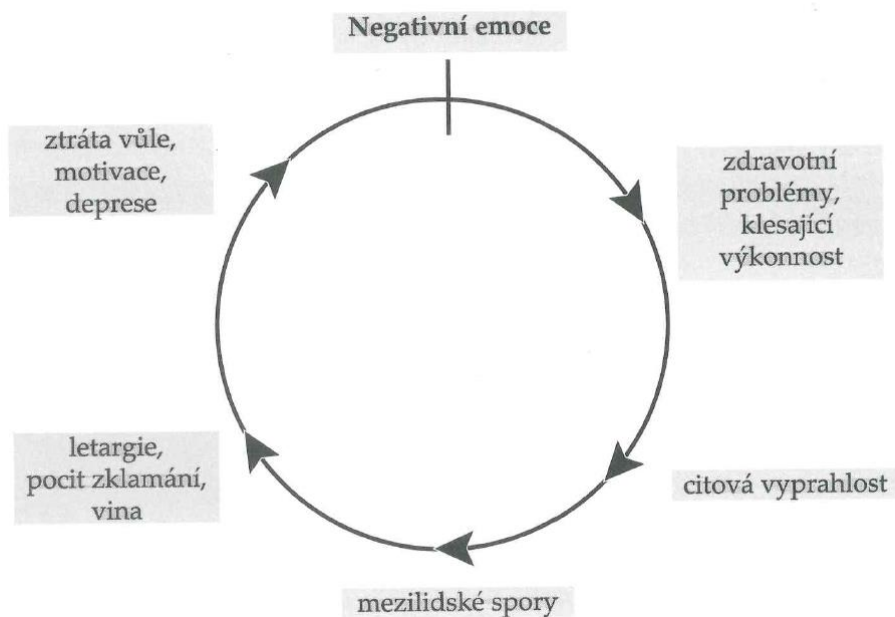 Negativní emoce
zdravotní
problémy,
klesající
výkonnost
citová vyprahlost
mezilidské spory
letargie,
pocit zklamání,
vina
ztráta vůle,
motivace,
deprese